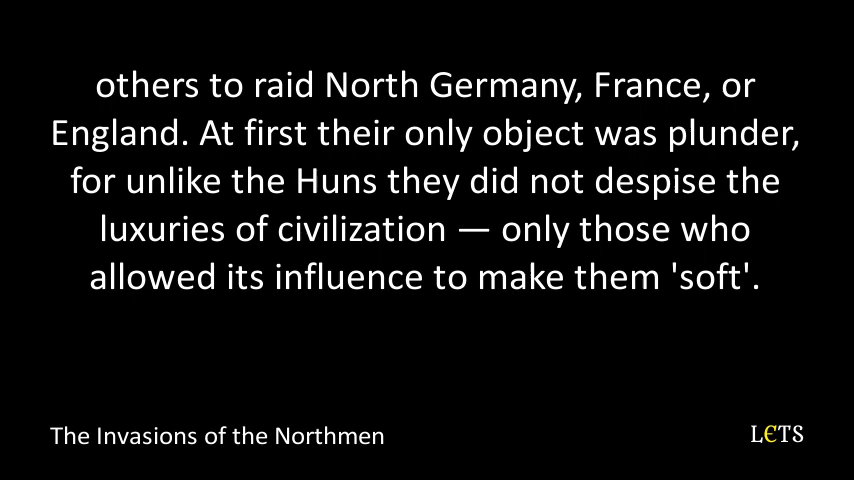 others to raid North Germany, France, or
England. At first their only object was plunder,
for unlike the Huns they did not despise the
luxuries of civilization — only those who
allowed its influence to make them 'soft'.
The Invasions of the Northmen
LЄTS